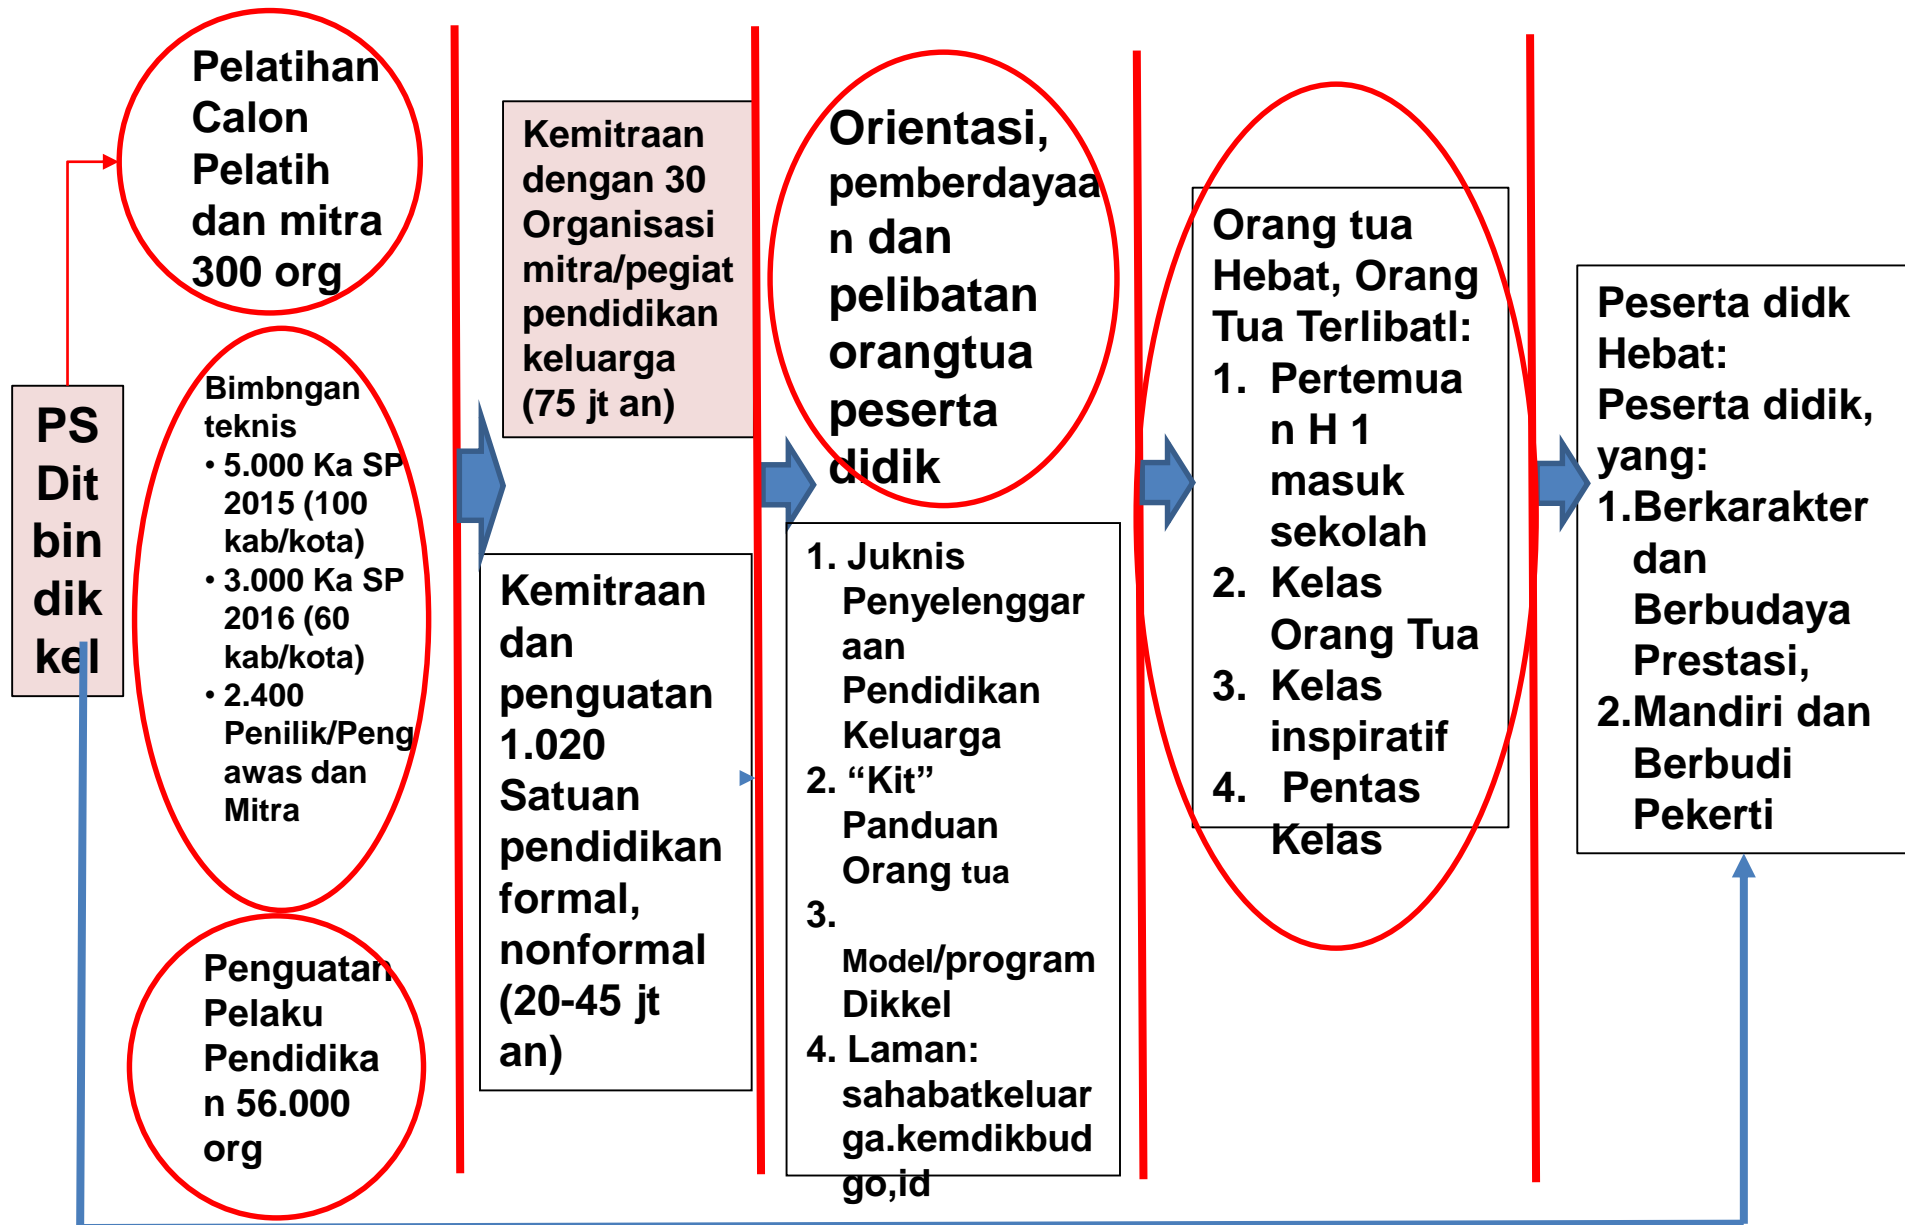 Pelatihan
Calon
Pelatih
dan mitra
300 org
PS
Dit
bin
dik
kel
Bimbngan
teknis
• 5.000 Ka SP
2015 (100
kab/kota)
• 3.000 Ka SP
2016 (60
kab/kota)
• 2.400
Penilik/Peng
awas dan
Mitra
Penguatan
Pelaku
Pendidika
n 56.000
org
Kemitraan
dengan 30
Organisasi
mitra/pegiat
pendidikan
keluarga
(75 jt an)
Kemitraan
dan
penguatan
1.020
Satuan
pendidikan
formal,
nonformal
(20-45 jt
an)
Orientasi,
pemberdayaa
n dan
pelibatan
orangtua
peserta
didik
1. Juknis
Penyelenggar
aan
Pendidikan
Keluarga
2. “Kit”
Panduan
Orang tua
3.
Model/program
Dikkel
4. Laman:
sahabatkeluar
ga.kemdikbud
go,id
Orang tua
Hebat, Orang
Tua Terlibatl:
1. Pertemua
n H 1
masuk
sekolah
2. Kelas
Orang Tua
3. Kelas
inspiratif
4. Pentas
Kelas
Peserta didk
Hebat:
Peserta didik,
yang:
1.Berkarakter
dan
Berbudaya
Prestasi,
2.Mandiri dan
Berbudi
Pekerti